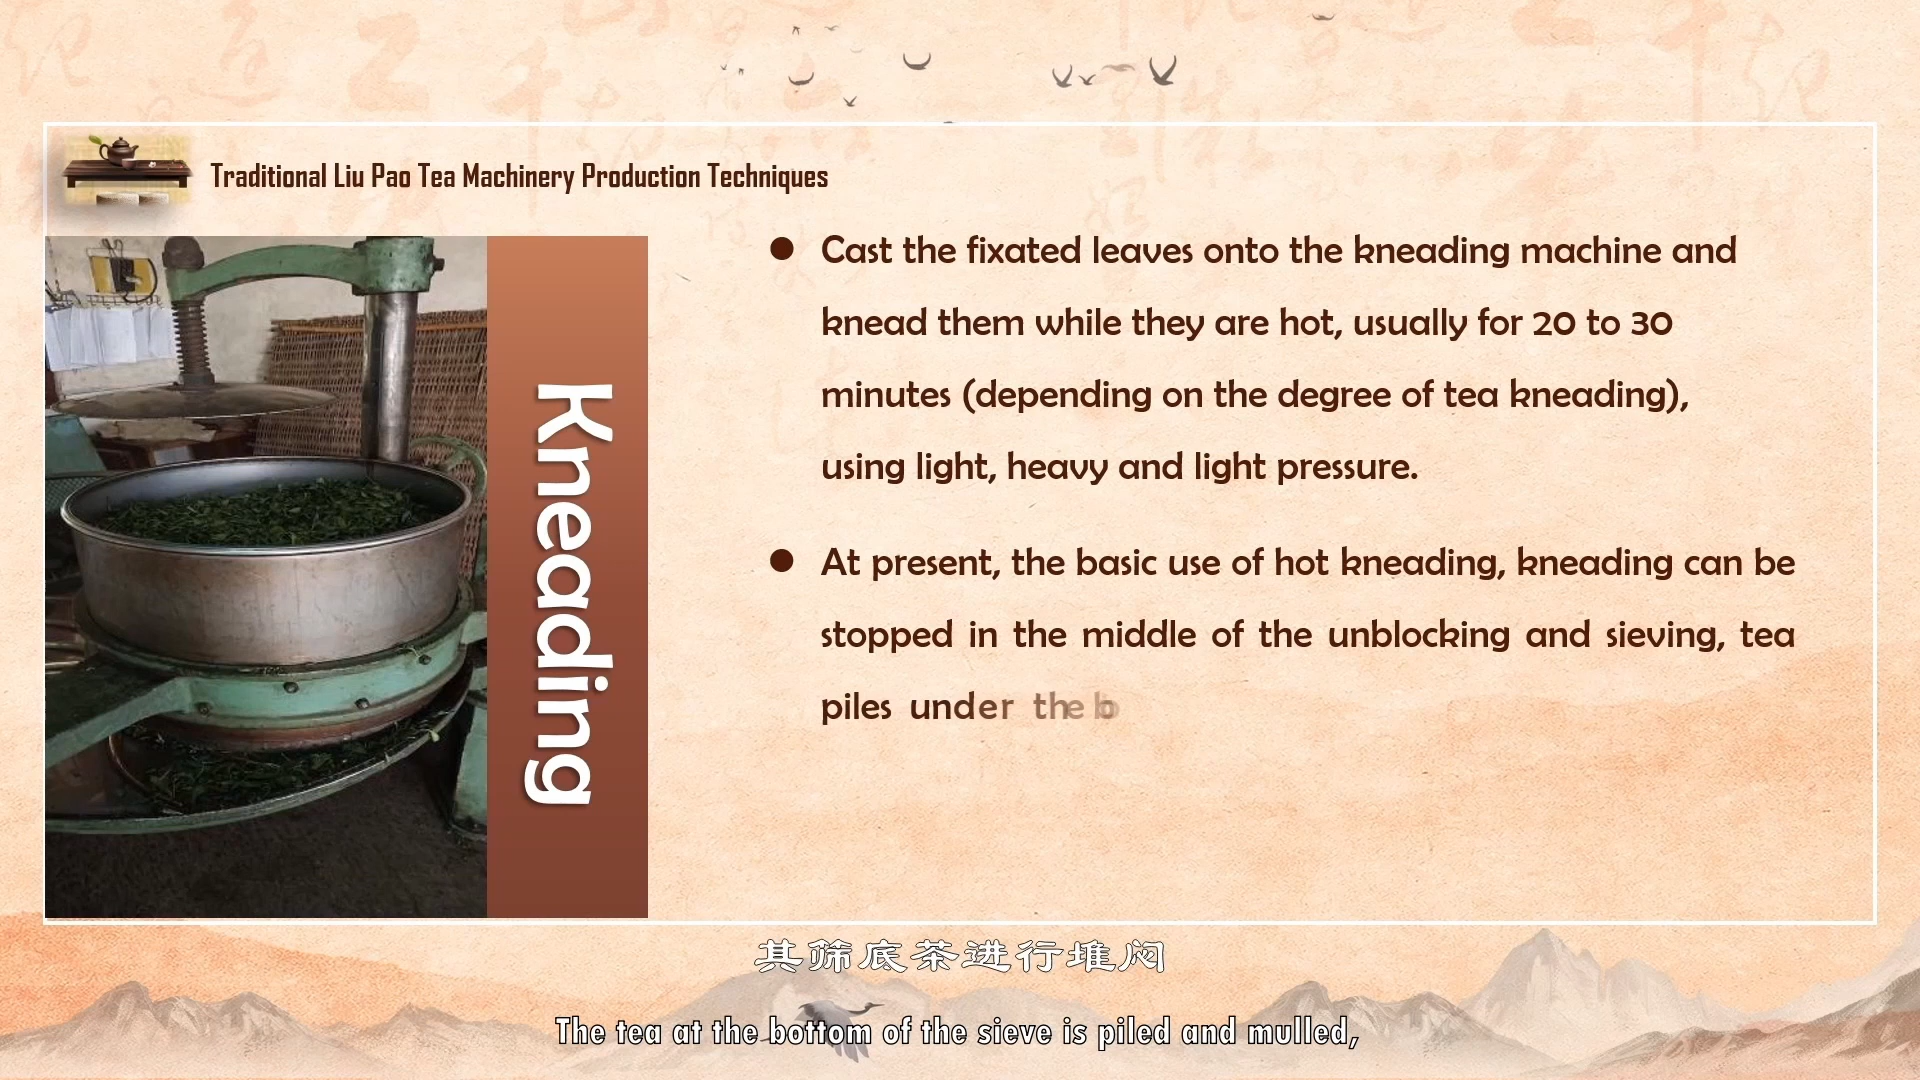 Traditional Liu Pao Tea Machinery Production Techniques
Kneading
● Cast the fixated leaves onto the kneading machine and
knead them while they are hot, usually for 20 to 30
minutes (depending on the degree of tea kneading),
using light, heavy and light pressure.
● At present, the basic use of hot kneading, kneading can be
stopped in the middle of the unblocking and sieving, tea
piles under the
其筛底茶进行堆闷
The tea at the bottom of the sieve is piled and mulled,